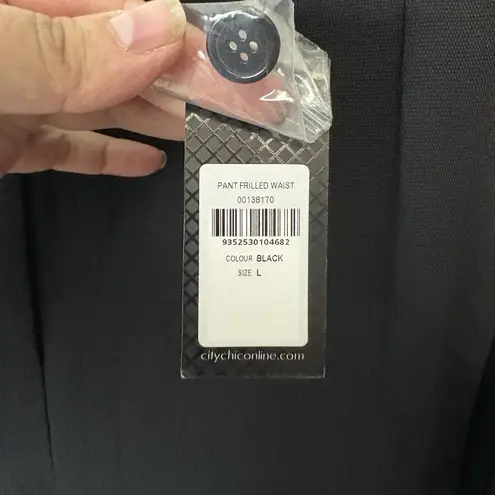 PANT FRILLED WAIST
00138170
9352530104682
COLOUR BLACK
SIZE L
citychiconline.com